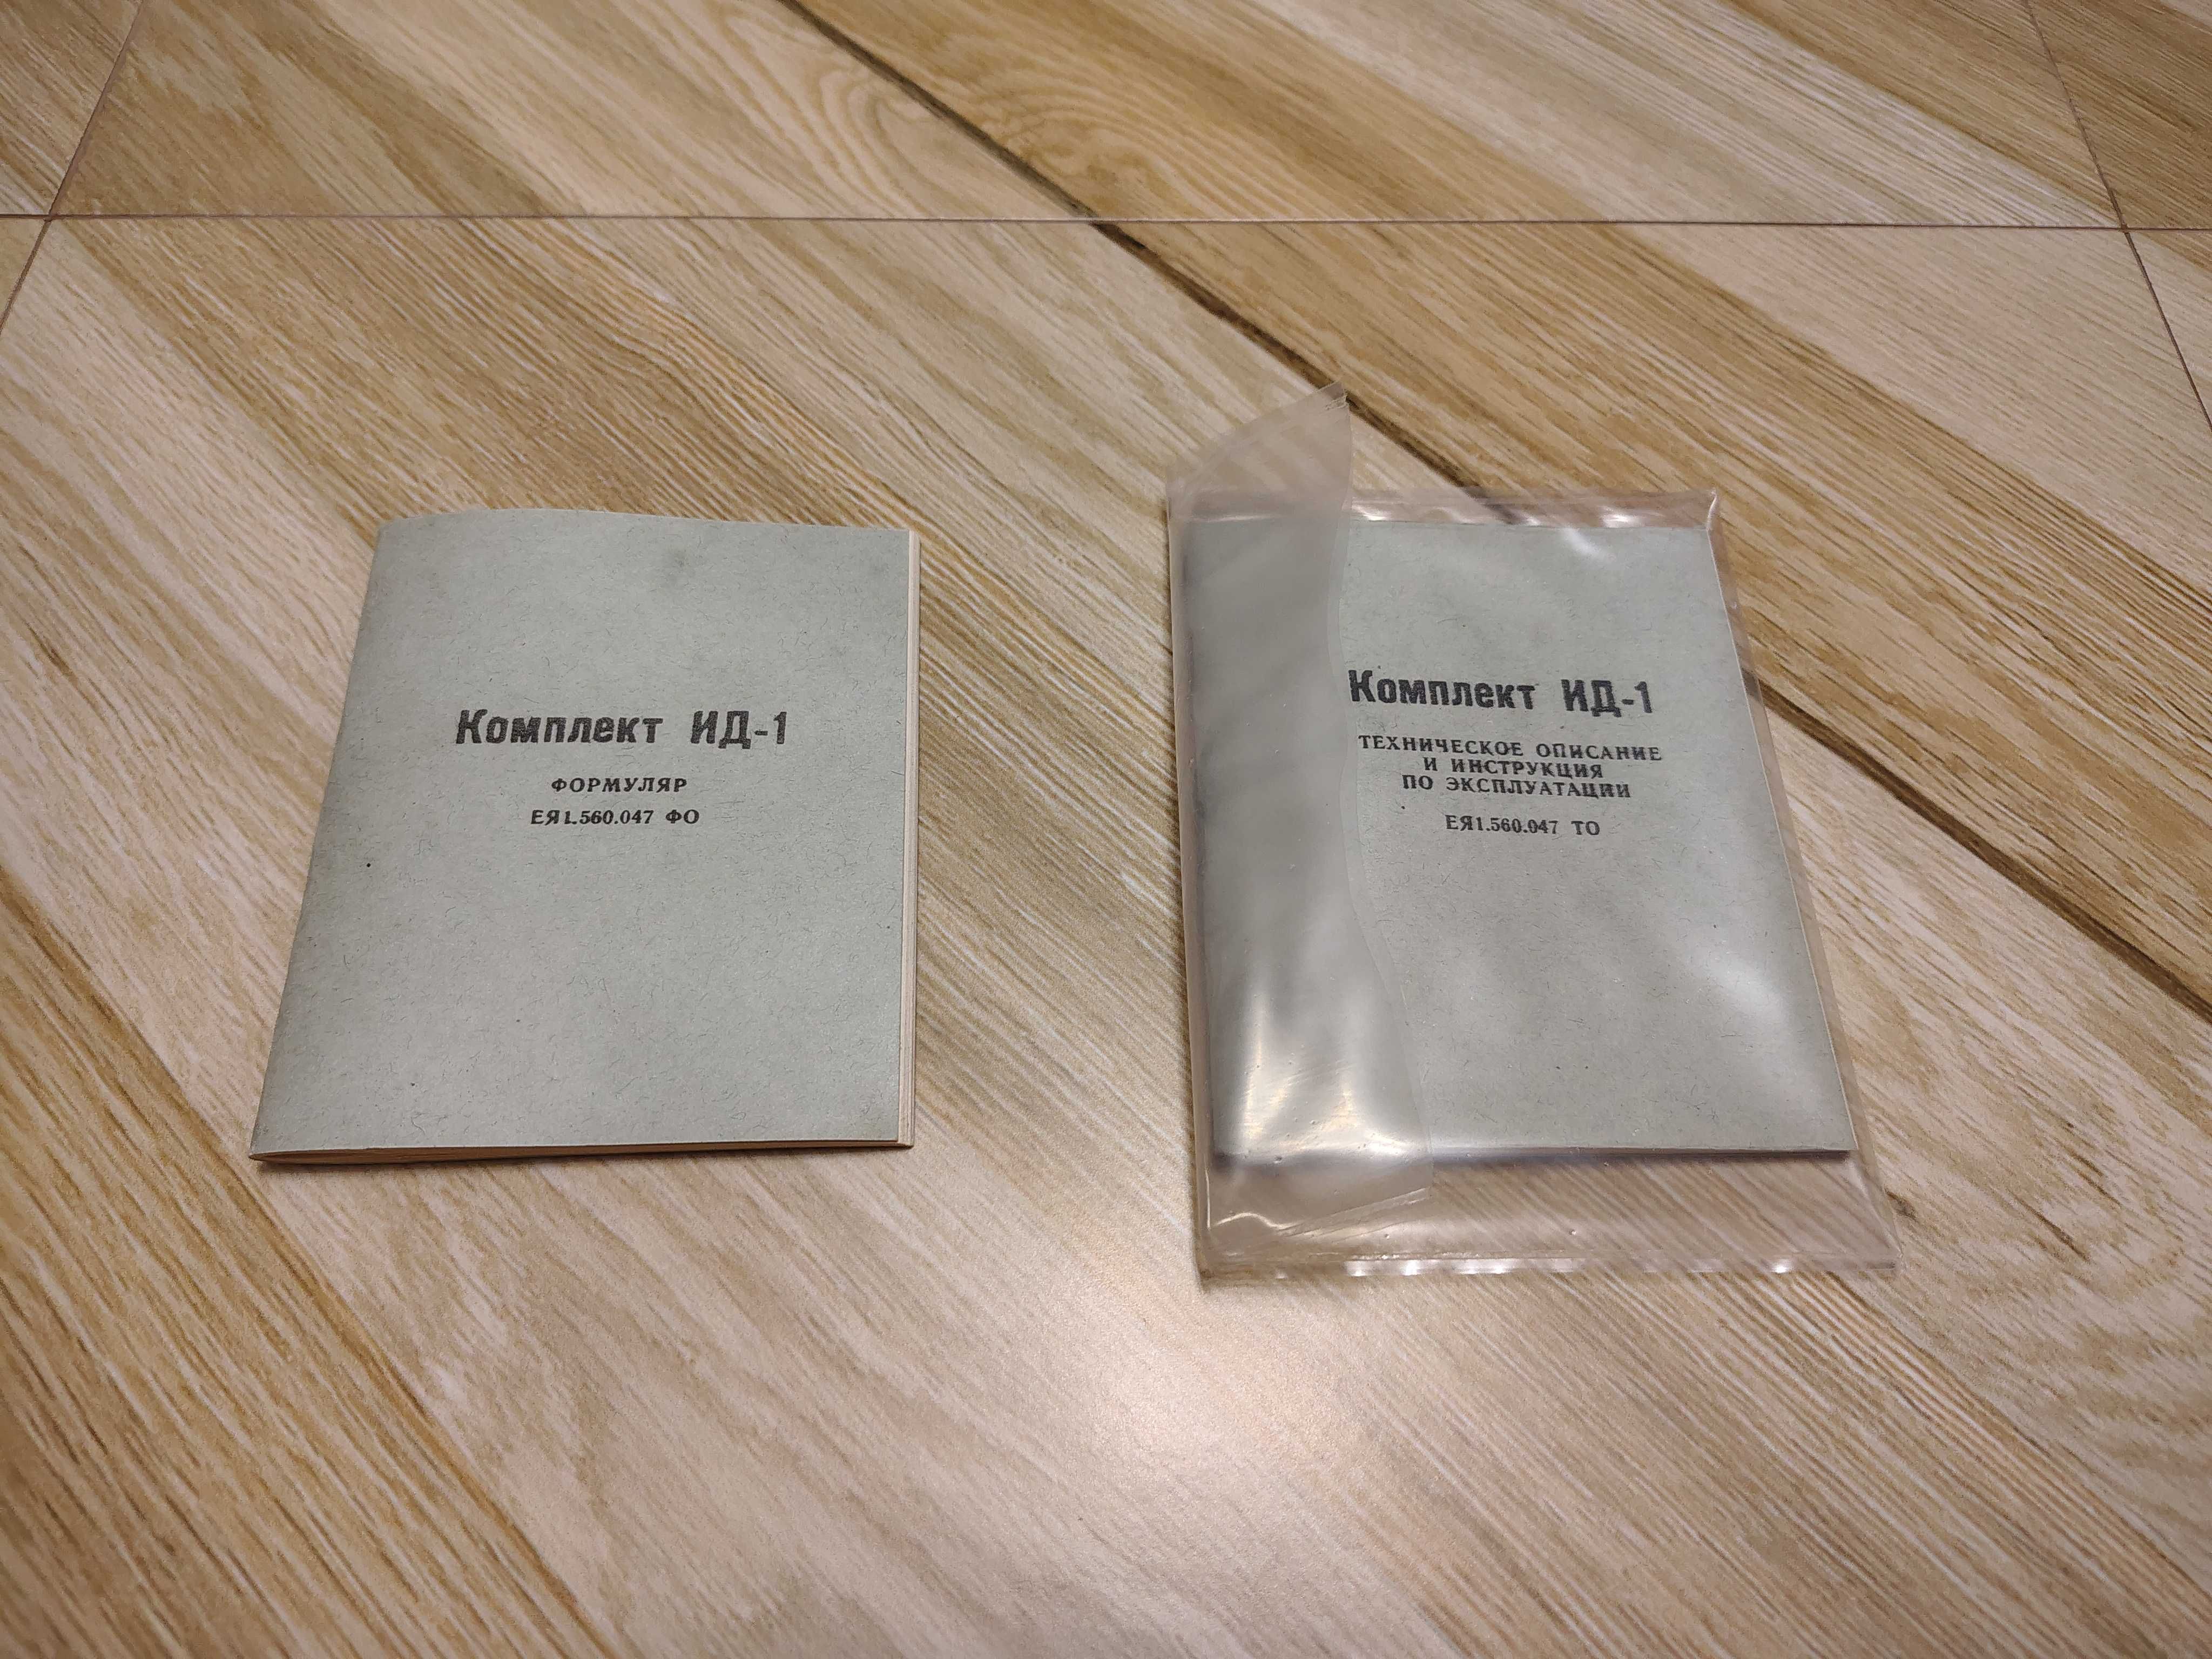 Комплект ИД-1
ФОРМУЛЯР
ЕЯ1.560.047 ФО
Комплект ИД-1
ТЕХНИЧЕСКОЕ ОПИСАНИЕ
И ИНСТРУКЦИЯ
ПО ЭКСПЛУАТАЦИИ
ЕЯ1.560.047 ТО